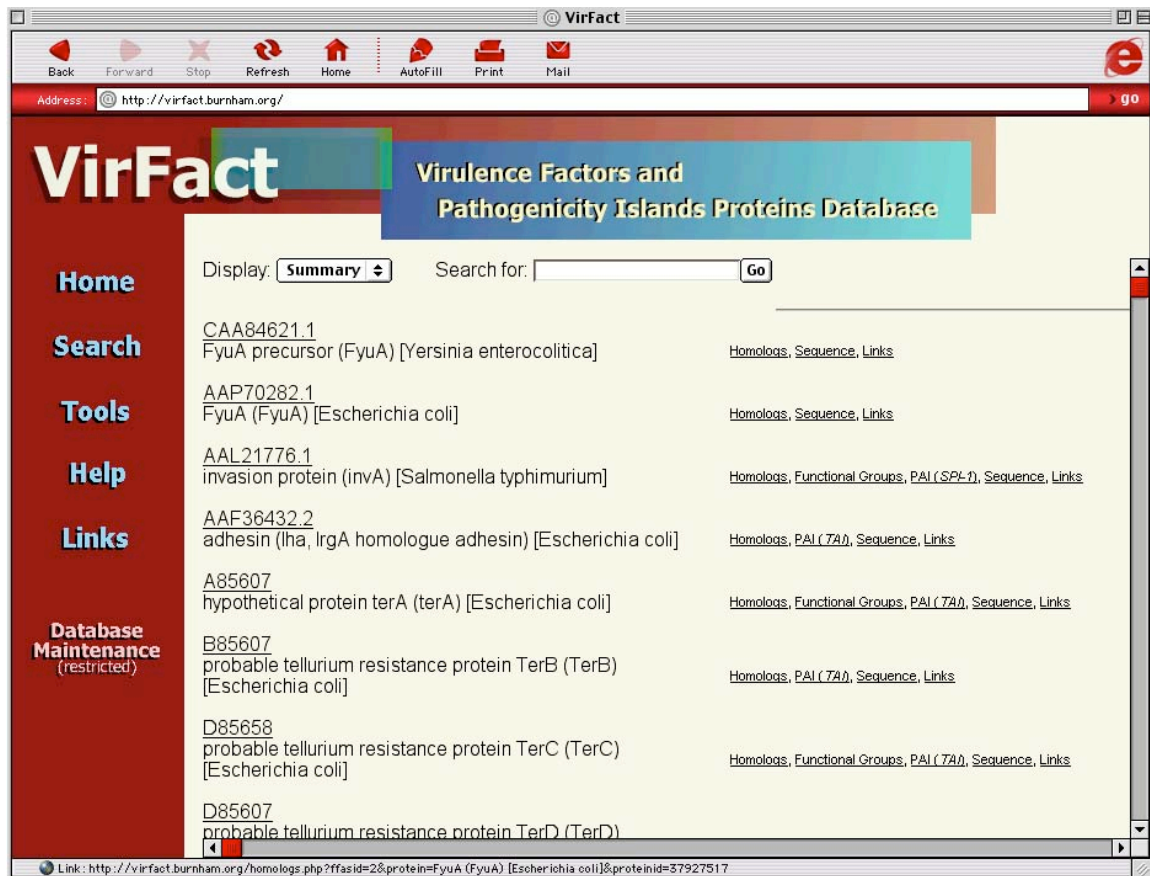 VirFact
Back Forward Stop Refresh Home AutoFill Print Mail
Address: http://virfact.burnham.org/ go
VirFact
Virulence Factors and
Pathogenicity Islands Proteins Database
Home
Search
Tools
Help
Links
Database
Maintenance
(restricted)
Display: Summary Search for: Go
CAA84621.1
FyuA precursor (FyuA) [Yersinia enterocolitica] Homologs, Sequence, Links
AAP70282.1
FyuA (FyuA) [Escherichia coli] Homologs, Sequence, Links
AAL21776.1
invasion protein (invA) [Salmonella typhimurium] Homologs, Functional Groups, PAI (SPI-1), Sequence, Links
AAF36432.2
adhesin (Iha, IrgA homologue adhesin) [Escherichia coli] Homologs, PAI (TAI), Sequence, Links
A85607
hypothetical protein terA (terA) [Escherichia coli] Homologs, Functional Groups, PAI (TAI), Sequence, Links
B85607
probable tellurium resistance protein TerB (TerB)
[Escherichia coli] Homologs, PAI (TAI), Sequence, Links
D85658
probable tellurium resistance protein TerC (TerC)
[Escherichia coli] Homologs, Functional Groups, PAI (TAI), Sequence, Links
D85607
probable tellurium resistance protein TerD (TerD)
Link: http://virfact.burnham.org/homologs.php?ffasid=2&protein=FyuA (FyuA) [Escherichia coli]&proteinid=37927517